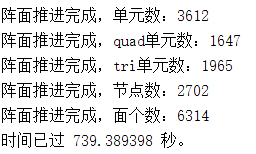 阵面推进完成，单元数：3612
阵面推进完成，quad单元数：1647
阵面推进完成，tri单元数：1965
阵面推进完成，节点数：2702
阵面推进完成，面个数：6314
时间已过 739.389398 秒。